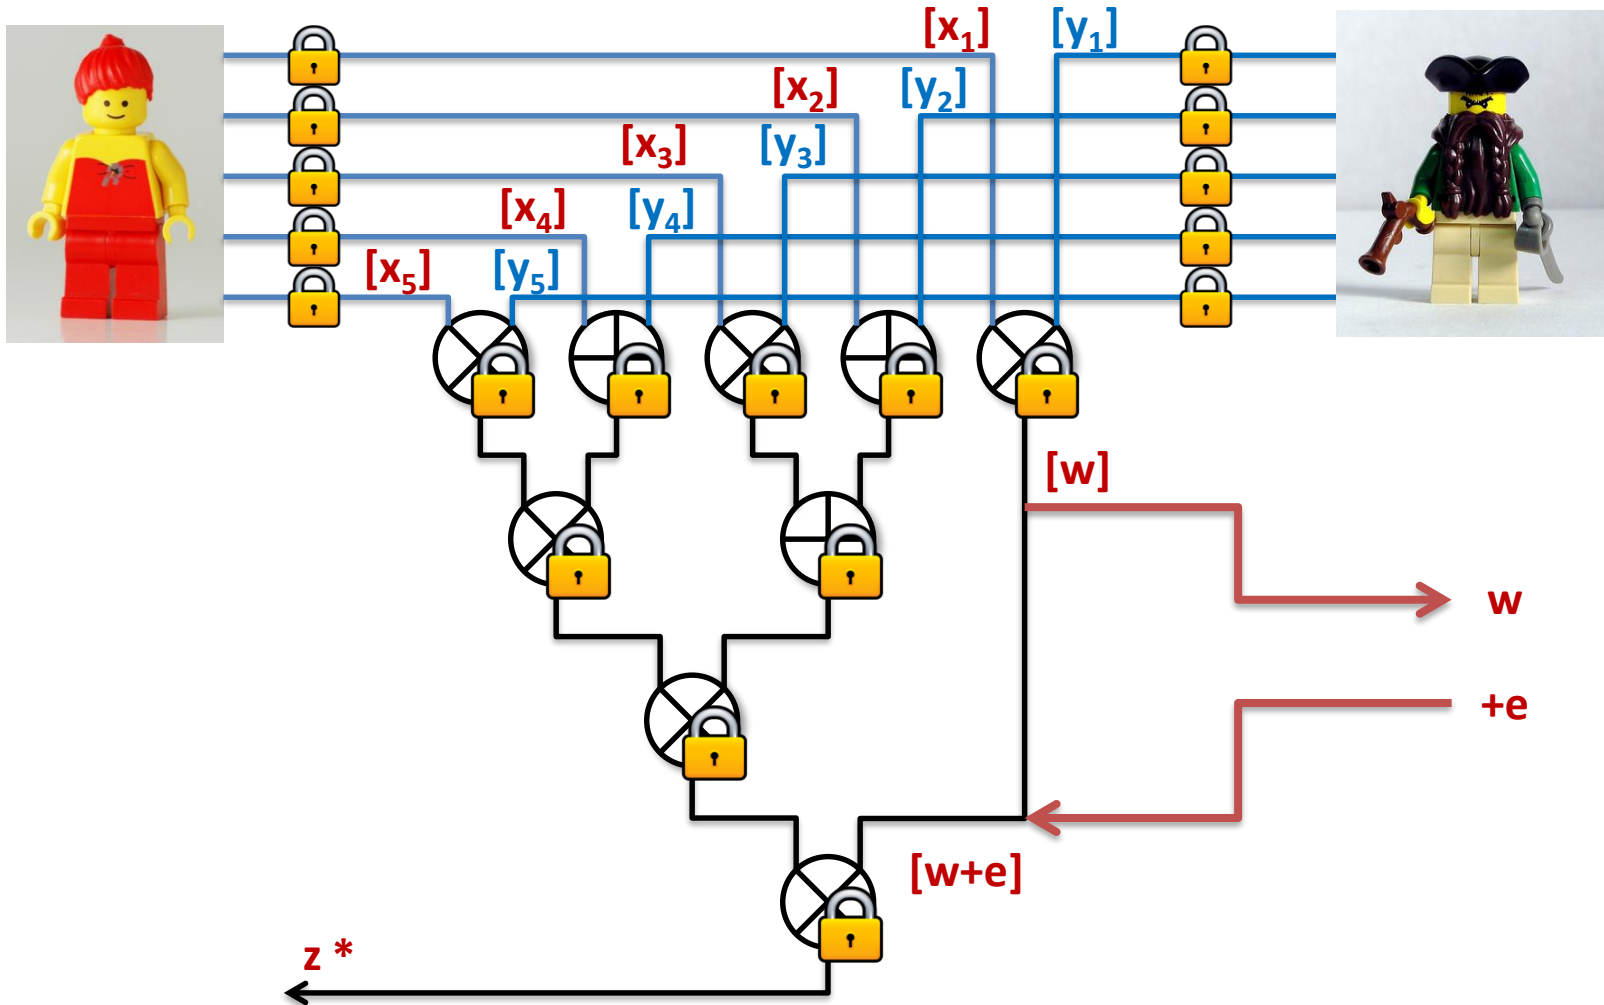 [x₁] [y₁]
[x₂] [y₂]
[x₃] [y₃]
[x₄] [y₄]
[x₅] [y₅]
[w]
w
+e
[w+e]
z *